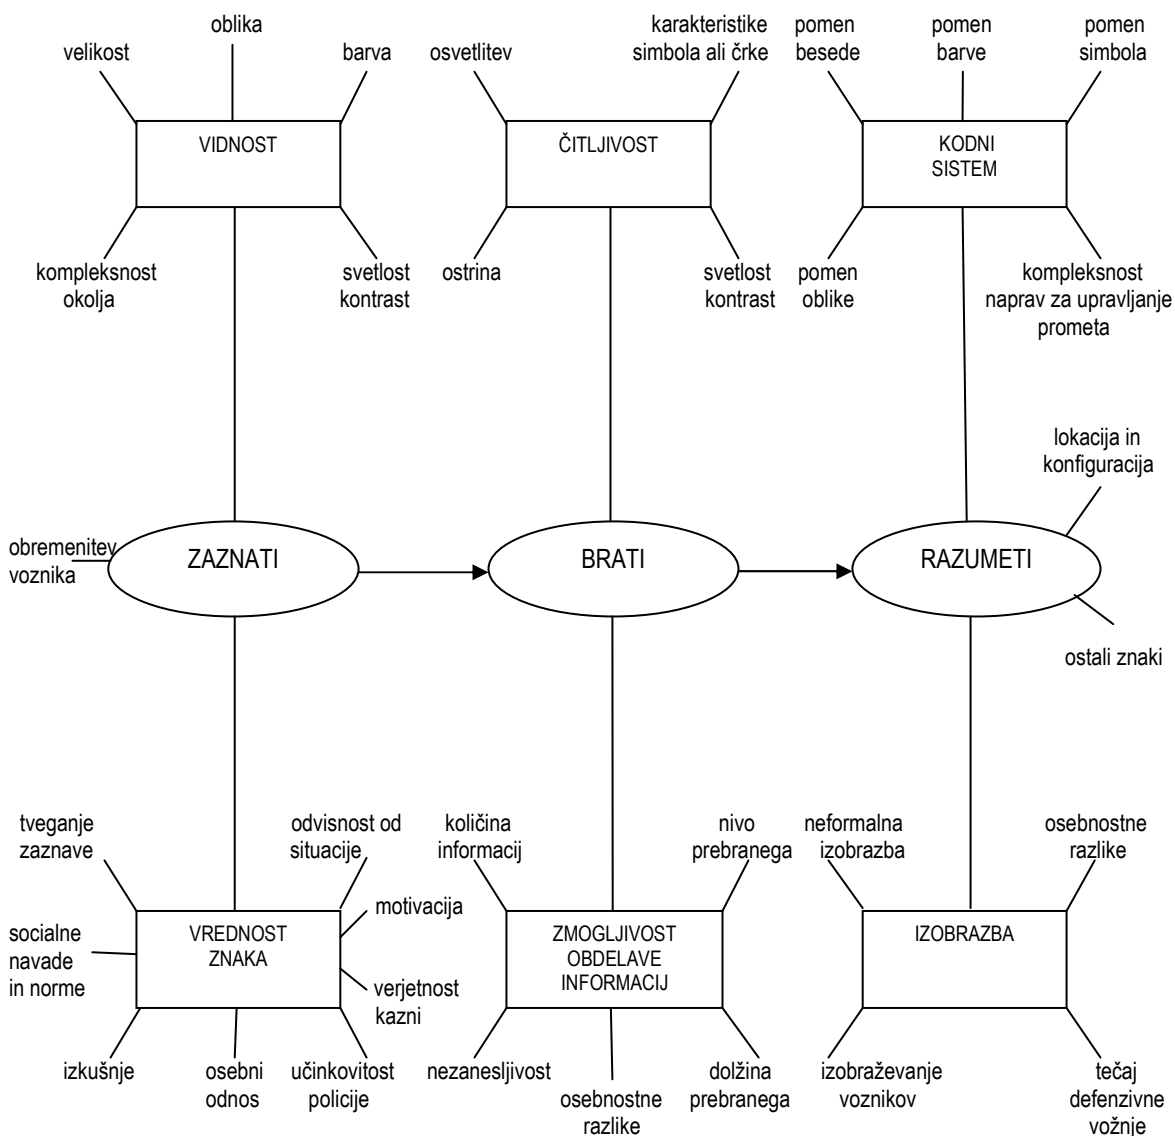 oblika
velikost
barva
osvetlitev
karakteristike
simbola ali črke
pomen
besede
pomen
barve
pomen
simbola
VIDNOST
ČITLJIVOST
KODNI
SISTEM
kompleksnost
okolja
svetlost
kontrast
ostrina
svetlost
kontrast
pomen
oblike
kompleksnost
naprav za upravljanje
prometa
lokacija in
konfiguracija
obremenitev
voznika
ZAZNATI
BRATI
RAZUMETI
ostali znaki
tveganje
zaznave
odvisnost od
situacije
količina
informacij
nivo
prebranega
neformalna
izobrazba
osebnostne
razlike
motivacija
socialne
navade
in norme
VREDNOST
ZNAKA
verjetnost
kazni
ZMOGLJIVOST
OBDELAVE
INFORMACIJ
IZOBRAZBA
izkušnje
osebni
odnos
učinkovitost
policije
nezanesljivost
osebnostne
razlike
dolžina
prebranega
izobraževanje
voznikov
tečaj
defenzivne
vožnje